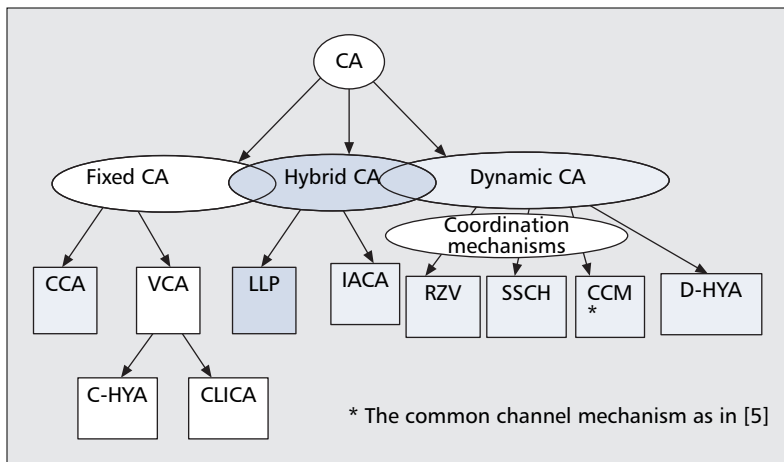 CA
Fixed CA
Hybrid CA
Dynamic CA
Coordination
mechanisms
CCA
VCA
LLP
IACA
RZV
SSCH
CCM
*
D-HYA
C-HYA
CLICA
* The common channel mechanism as in [5]